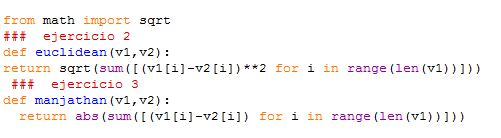 from math import sqrt
###  ejercicio 2
def euclidean(v1,v2):
return sqrt(sum([(v1[i]-v2[i])**2 for i in range(len(v1))]))
 ###  ejercicio 3
def manjathan(v1,v2):
  return abs(sum([(v1[i]-v2[i]) for i in range(len(v1))]))